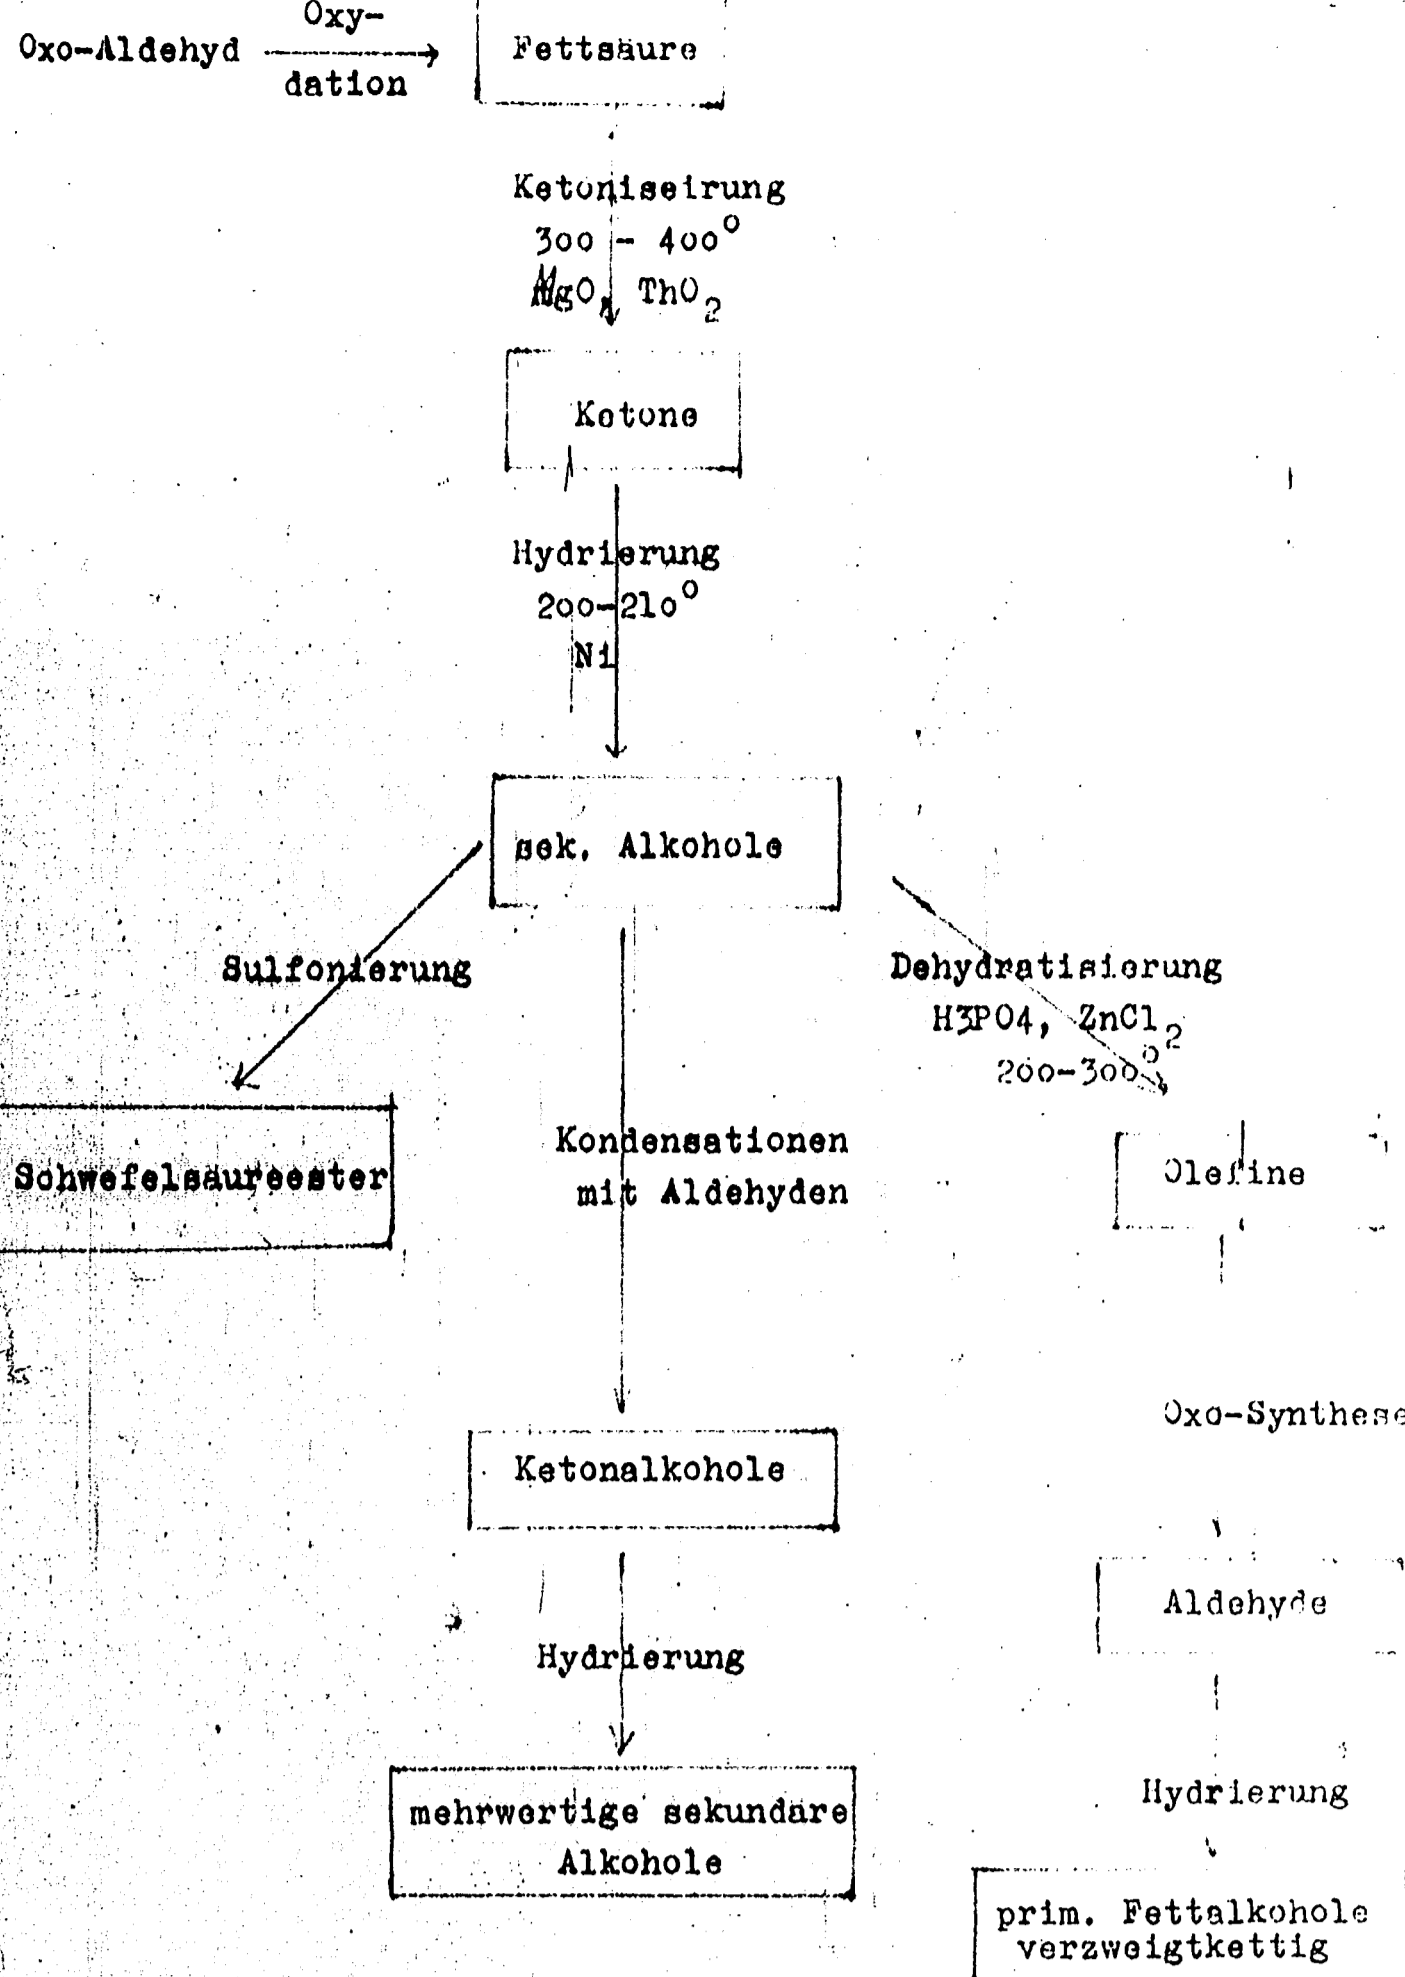 Oxy-
Oxo-Aldehyd
dation
Fettsäure
Ketoniseirung
300 - 400°
MgO, ThO2
Ketone
Hydrierung
200-210°
Ni
sek. Alkohole
Sulfonierung
Dehydratisierung
H3PO4, ZnCl2
200-300°
Schwefelsäureester
Kondensationen
mit Aldehyden
Olefine
Oxo-Synthese
Ketonalkohole
Aldehyde
Hydrierung
Hydrierung
mehrwertige sekundäre
Alkohole
prim. Fettalkohole
verzweigtkettig